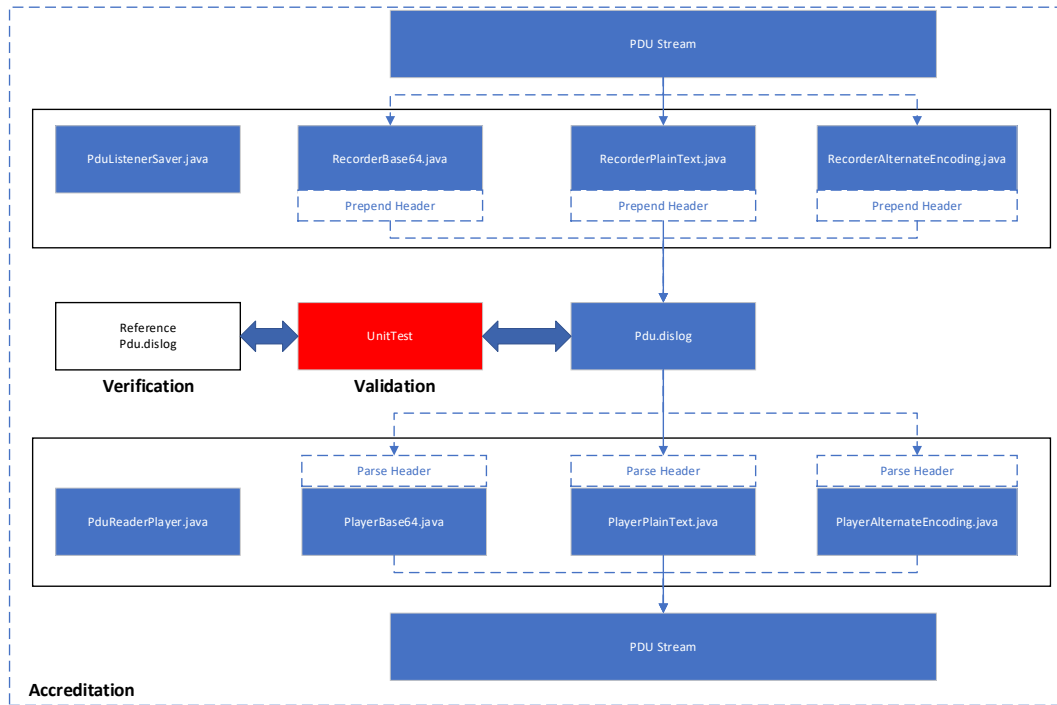 PDU Stream
PduListenerSaver.java
RecorderBase64.java
RecorderPlainText.java
RecorderAlternateEncoding.java
Prepend Header
Prepend Header
Prepend Header
Reference
Pdu.dislog
UnitTest
Pdu.dislog
Verification
Validation
Parse Header
Parse Header
Parse Header
PduReaderPlayer.java
PlayerBase64.java
PlayerPlainText.java
PlayerAlternateEncoding.java
PDU Stream
Accreditation